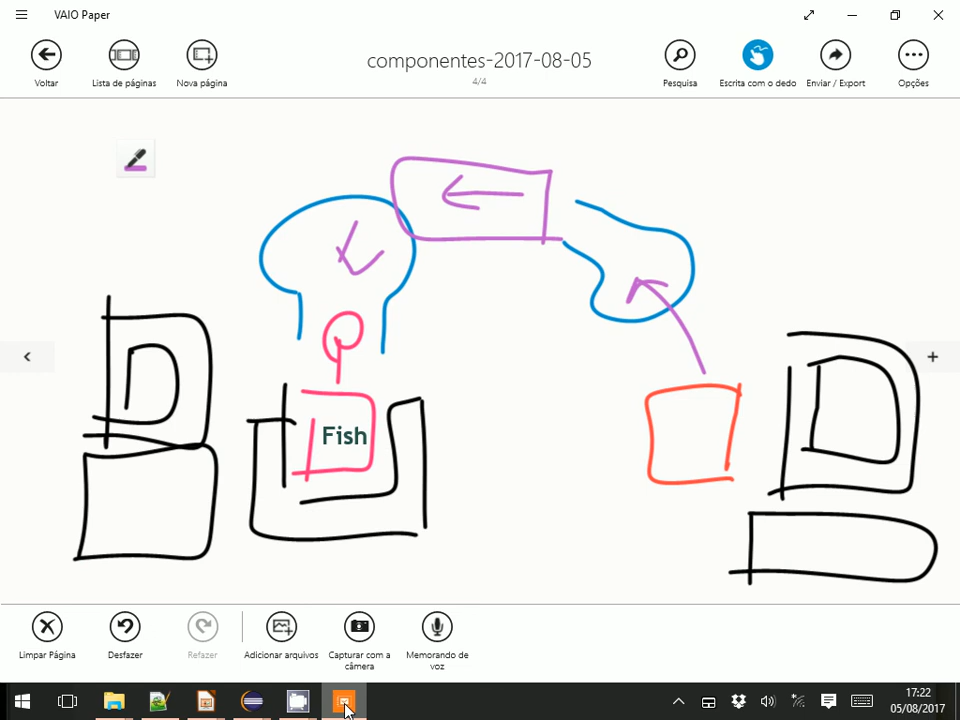 VAIO Paper
Voltar
Lista de páginas
Nova página
componentes-2017-08-05
4/4
Pesquisa
Escrita com o dedo
Enviar / Export
Opções
Fish
Limpar Página
Desfazer
Refazer
Adicionar arquivos
Capturar com a
câmera
Memorando de
voz
17:22
05/08/2017